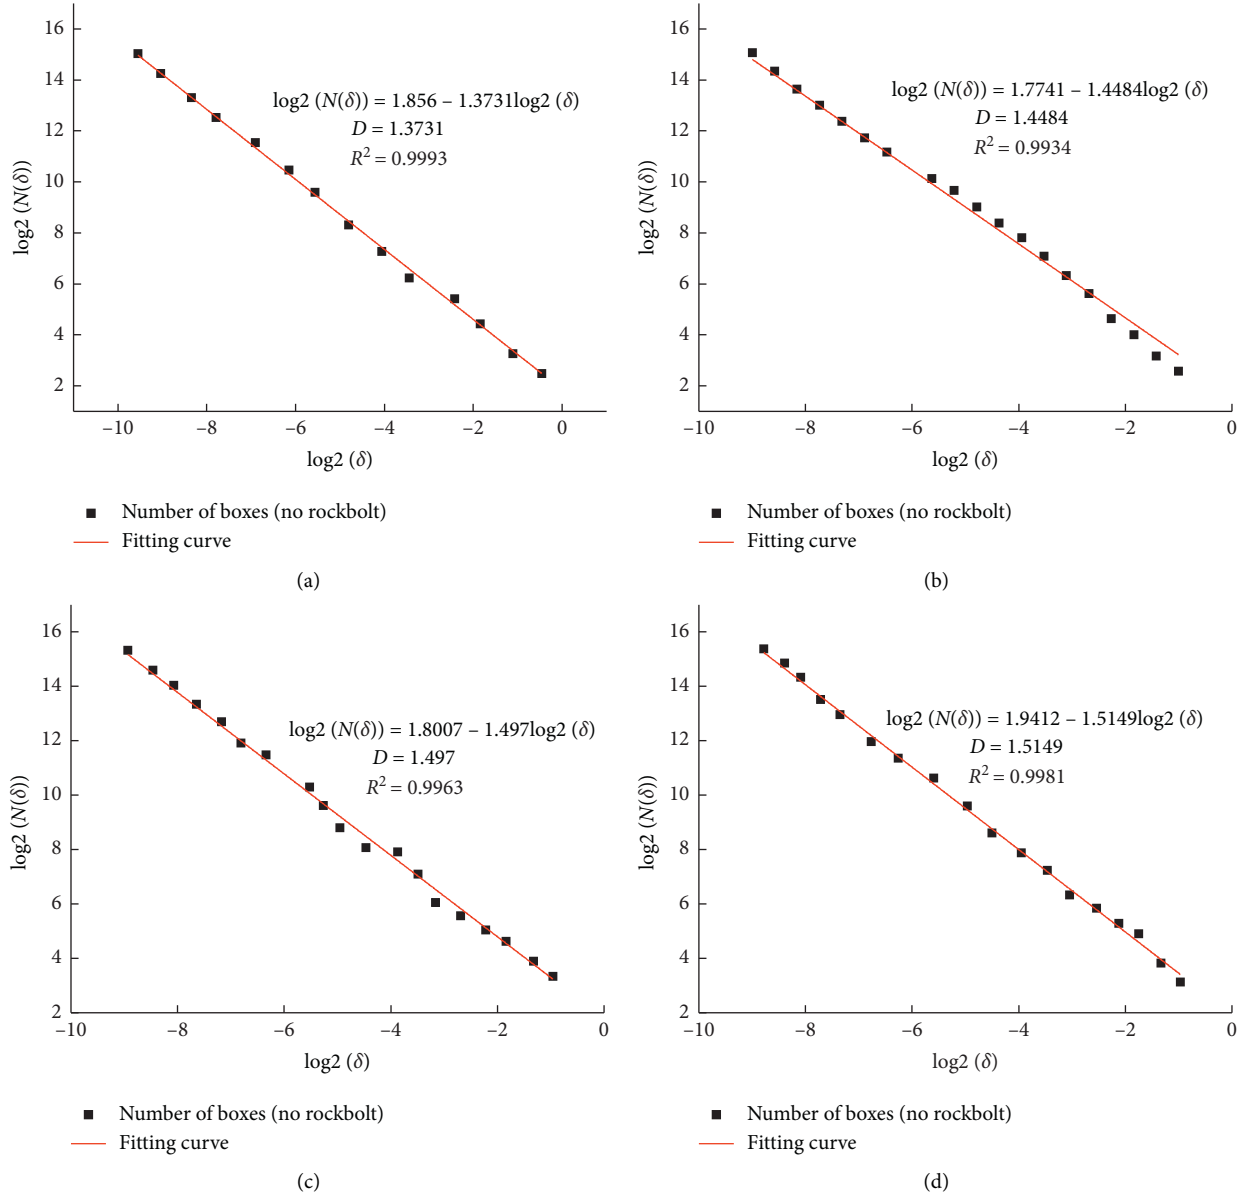 16
14
12
10
8
6
4
2
log2 (N(δ))
log2 (N(δ)) = 1.856 – 1.3731log2 (δ)
D = 1.3731
R² = 0.9993
–10 –8 –6 –4 –2 0
log2 (δ)
Number of boxes (no rockbolt)
Fitting curve
(a)
16
14
12
10
8
6
4
2
log2 (N(δ))
log2 (N(δ)) = 1.7741 – 1.4484log2 (δ)
D = 1.4484
R² = 0.9934
–10 –8 –6 –4 –2 0
log2 (δ)
Number of boxes (no rockbolt)
Fitting curve
(b)
16
14
12
10
8
6
4
2
log2 (N(δ))
log2 (N(δ)) = 1.8007 – 1.497log2 (δ)
D = 1.497
R² = 0.9963
–10 –8 –6 –4 –2 0
log2 (δ)
Number of boxes (no rockbolt)
Fitting curve
(c)
16
14
12
10
8
6
4
2
log2 (N(δ))
log2 (N(δ)) = 1.9412 – 1.5149log2 (δ)
D = 1.5149
R² = 0.9981
–10 –8 –6 –4 –2 0
log2 (δ)
Number of boxes (no rockbolt)
Fitting curve
(d)